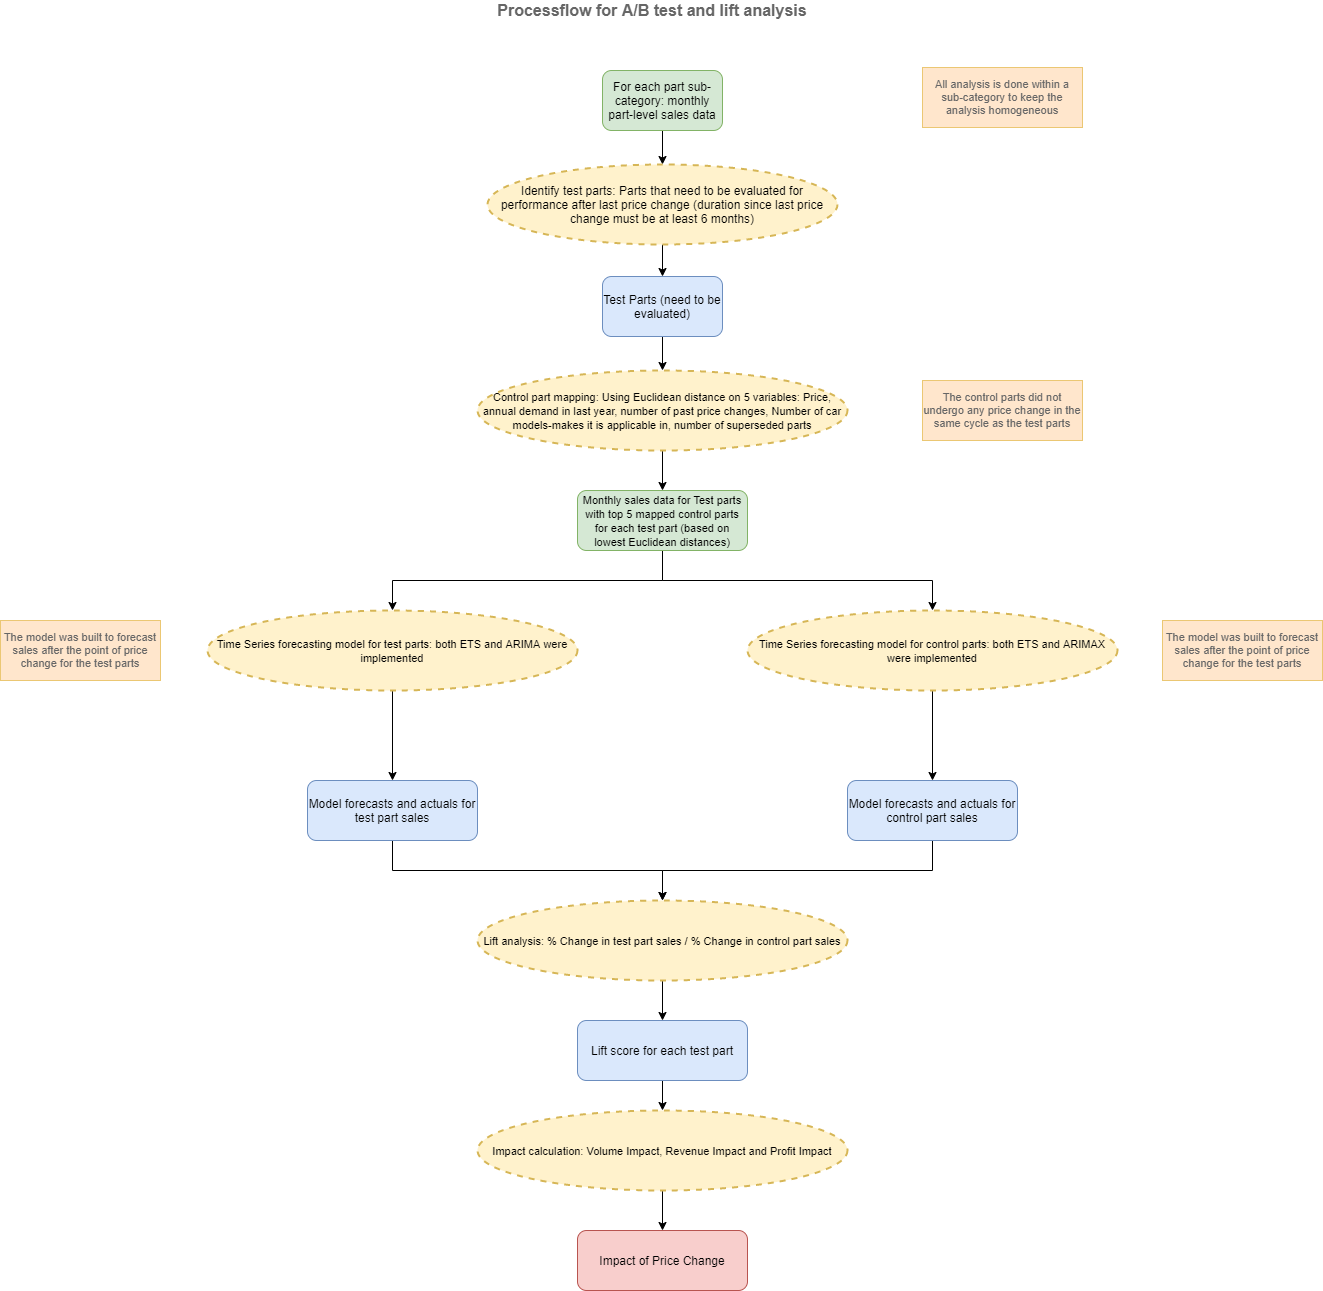 Processflow for A/B test and lift analysis
For each part sub-
category: monthly
part-level sales data
All analysis is done within a
sub-category to keep the
analysis homogeneous
Identify test parts: Parts that need to be evaluated for
performance after last price change (duration since last price
change must be at least 6 months)
Test Parts (need to be
evaluated)
Control part mapping: Using Euclidean distance on 5 variables: Price,
annual demand in last year, number of past price changes, Number of car
models-makes it is applicable in, number of superseded parts
The control parts did not
undergo any price change in the
same cycle as the test parts
Monthly sales data for Test parts
with top 5 mapped control parts
for each test part (based on
lowest Euclidean distances)
The model was built to forecast
sales after the point of price
change for the test parts
Time Series forecasting model for test parts: both ETS and ARIMA were
implemented
Time Series forecasting model for control parts: both ETS and ARIMAX
were implemented
The model was built to forecast
sales after the point of price
change for the test parts
Model forecasts and actuals for
test part sales
Model forecasts and actuals for
control part sales
Lift analysis: % Change in test part sales / % Change in control part sales
Lift score for each test part
Impact calculation: Volume Impact, Revenue Impact and Profit Impact
Impact of Price Change